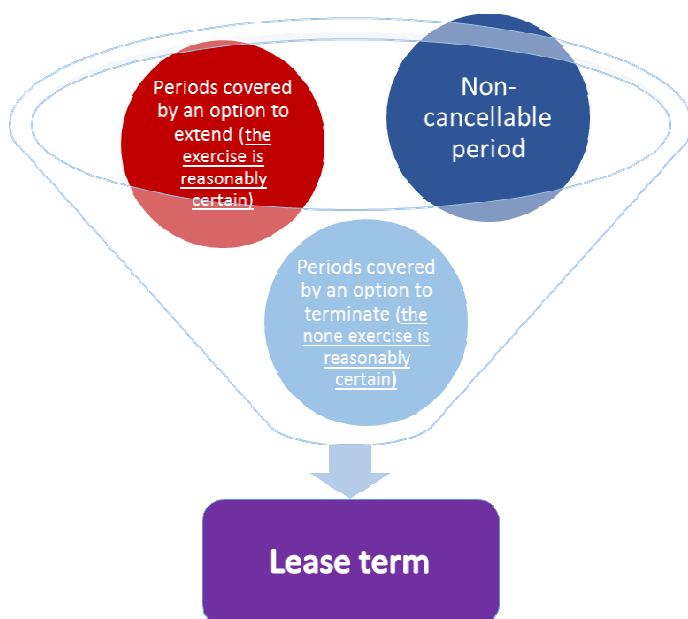 Periods covered
by an option to
extend (the
exercise is
reasonably
certain)
Non-
cancellable
period
Periods covered
by an option to
terminate (the
none exercise is
reasonably
certain)
Lease term